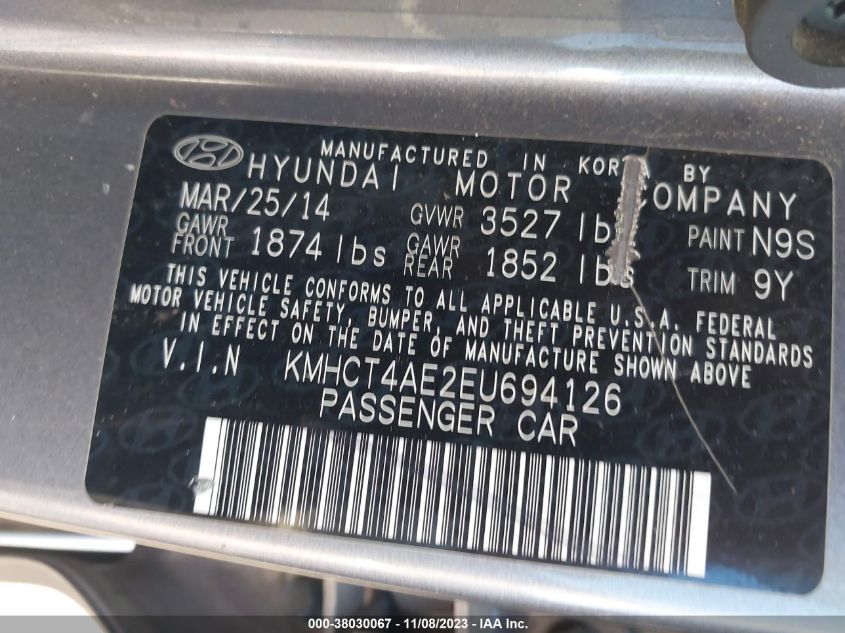 MANUFACTURED IN KOREA BY
HYUNDAI MOTOR COMPANY
MAR/25/14 GVWR 3527 lbs PAINT N9S
GAWR FRONT 1874 lbs GAWR REAR 1852 lbs TRIM 9Y
THIS VEHICLE CONFORMS TO ALL APPLICABLE U.S.A. FEDERAL
MOTOR VEHICLE SAFETY, BUMPER, AND THEFT PREVENTION STANDARDS
IN EFFECT ON THE DATE OF MANUFACTURE SHOWN ABOVE
V.I.N KMHCT4AE2EU694126
PASSENGER CAR
000-38030067 - 11/08/2023 - IAA Inc.